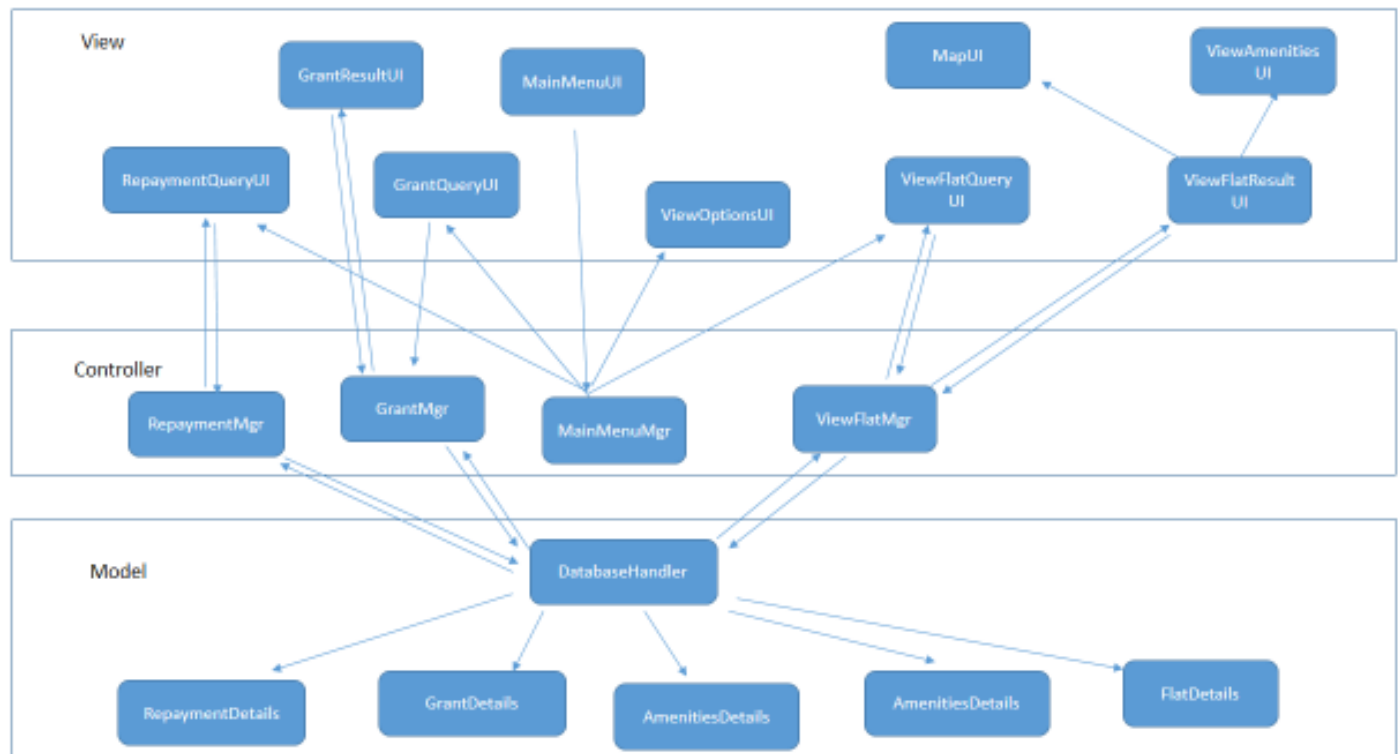 View
GrantResultUI
MainMenuUI
MapUI
ViewAmenities
UI
RepaymentQueryUI
GrantQueryUI
ViewOptionsUI
ViewFlatQuery
UI
ViewFlatResult
UI
Controller
RepaymentMgr
GrantMgr
MainMenuMgr
ViewFlatMgr
Model
DatabaseHandler
RepaymentDetails
GrantDetails
AmenitiesDetails
AmenitiesDetails
FlatDetails